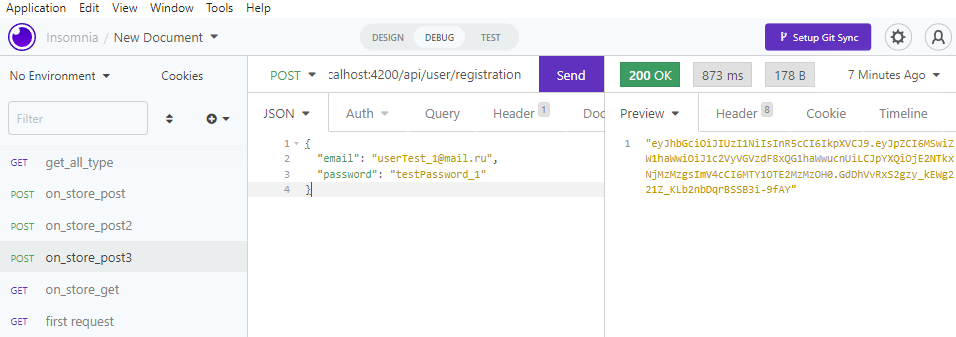 Application Edit View Window Tools Help
Insomnia / New Document DESIGN DEBUG TEST Setup Git Sync
No Environment Cookies POST calhost:4200/api/user/registration Send 200 OK 873 ms 178 B 7 Minutes Ago
Filter JSON Auth Query Header 1 Doc Preview Header 8 Cookie Timeline
1 {
2 "email": "userTest_1@mail.ru",
3 "password": "testPassword_1"
4 }
1 "eyJhbGciOiJIUzI1NiIsInR5cCI6IkpXVCJ9.eyJpZCI6MSwiZ
W1haWwiOiJ1c2VyVGVzdF8xQG1haWwucnUiLCJpYXQiOjE2NTkx
NjMzMzgsImV4cCI6MTY1OTE2MzMzOH0.GdDhVvRxS2gzy_kEWg2
21Z_KLb2nbDqrBSSB3i-9fAY"
GET get_all_type
POST on_store_post
POST on_store_post2
POST on_store_post3
GET on_store_get
GET first request